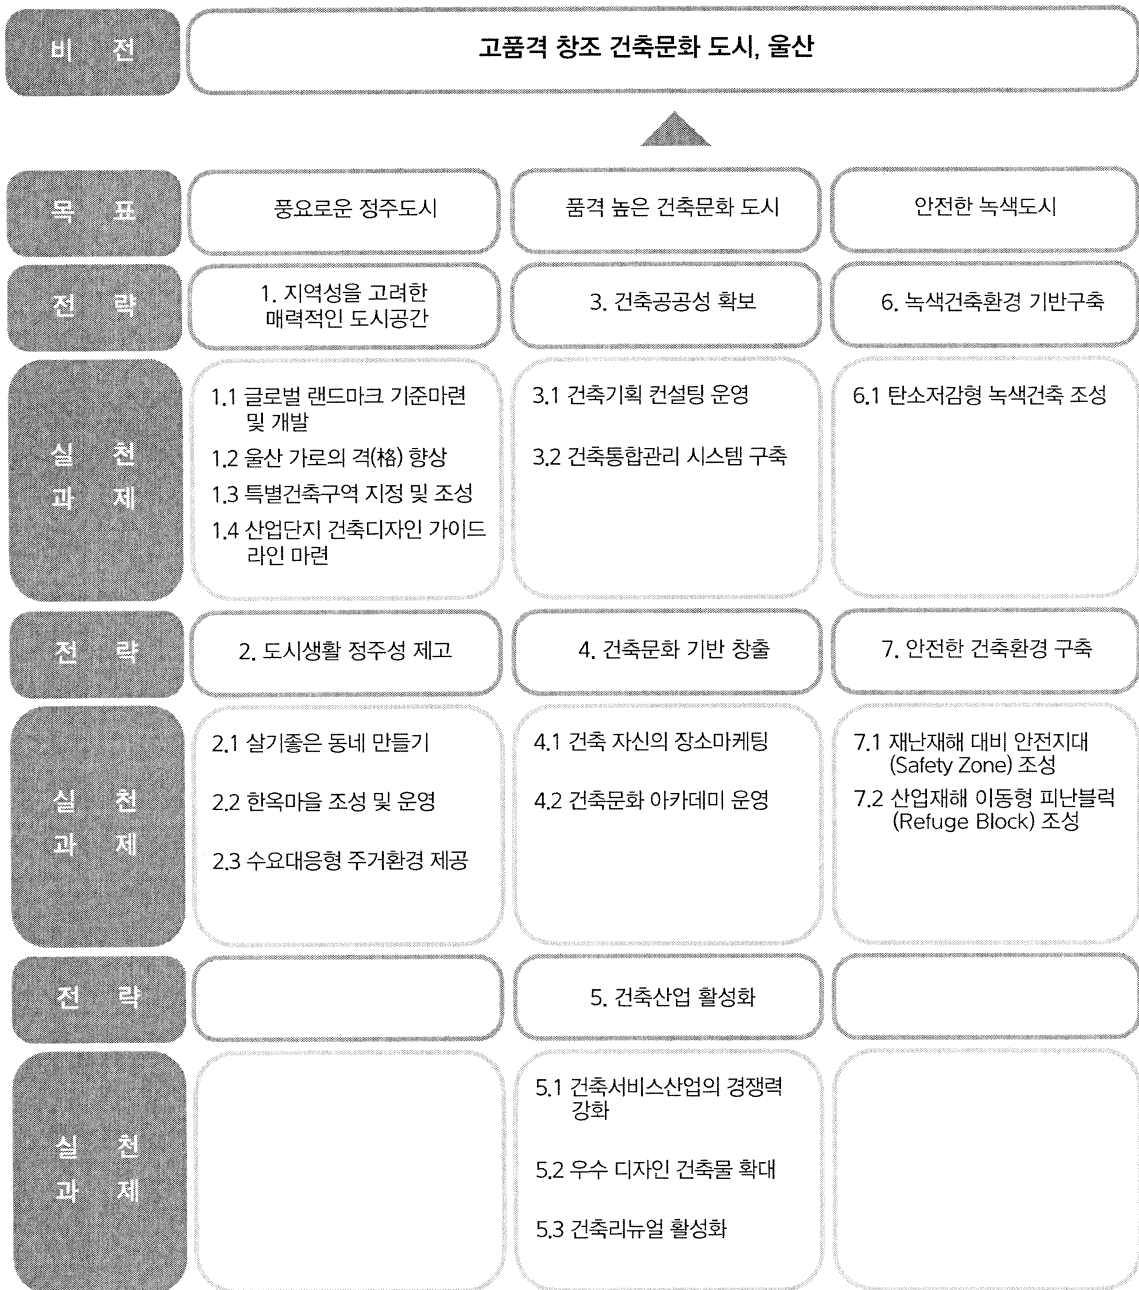 비 전
고품격 창조 건축문화 도시, 울산
목 표
풍요로운 정주도시
품격 높은 건축문화 도시
안전한 녹색도시
전 략
1. 지역성을 고려한
매력적인 도시공간
3. 건축공공성 확보
6. 녹색건축환경 기반구축
실 천
과 제
1.1 글로벌 랜드마크 기준마련
및 개발
1.2 울산 가로의 격(格) 향상
1.3 특별건축구역 지정 및 조성
1.4 산업단지 건축디자인 가이드
라인 마련
3.1 건축기획 컨설팅 운영
3.2 건축통합관리 시스템 구축
6.1 탄소저감형 녹색건축 조성
전 략
2. 도시생활 정주성 제고
4. 건축문화 기반 창출
7. 안전한 건축환경 구축
실 천
과 제
2.1 살기좋은 동네 만들기
2.2 한옥마을 조성 및 운영
2.3 수요대응형 주거환경 제공
4.1 건축 자신의 장소마케팅
4.2 건축문화 아카데미 운영
7.1 재난재해 대비 안전지대
(Safety Zone) 조성
7.2 산업재해 이동형 피난블럭
(Refuge Block) 조성
전 략
5. 건축산업 활성화
실 천
과 제
5.1 건축서비스산업의 경쟁력
강화
5.2 우수 디자인 건축물 확대
5.3 건축리뉴얼 활성화